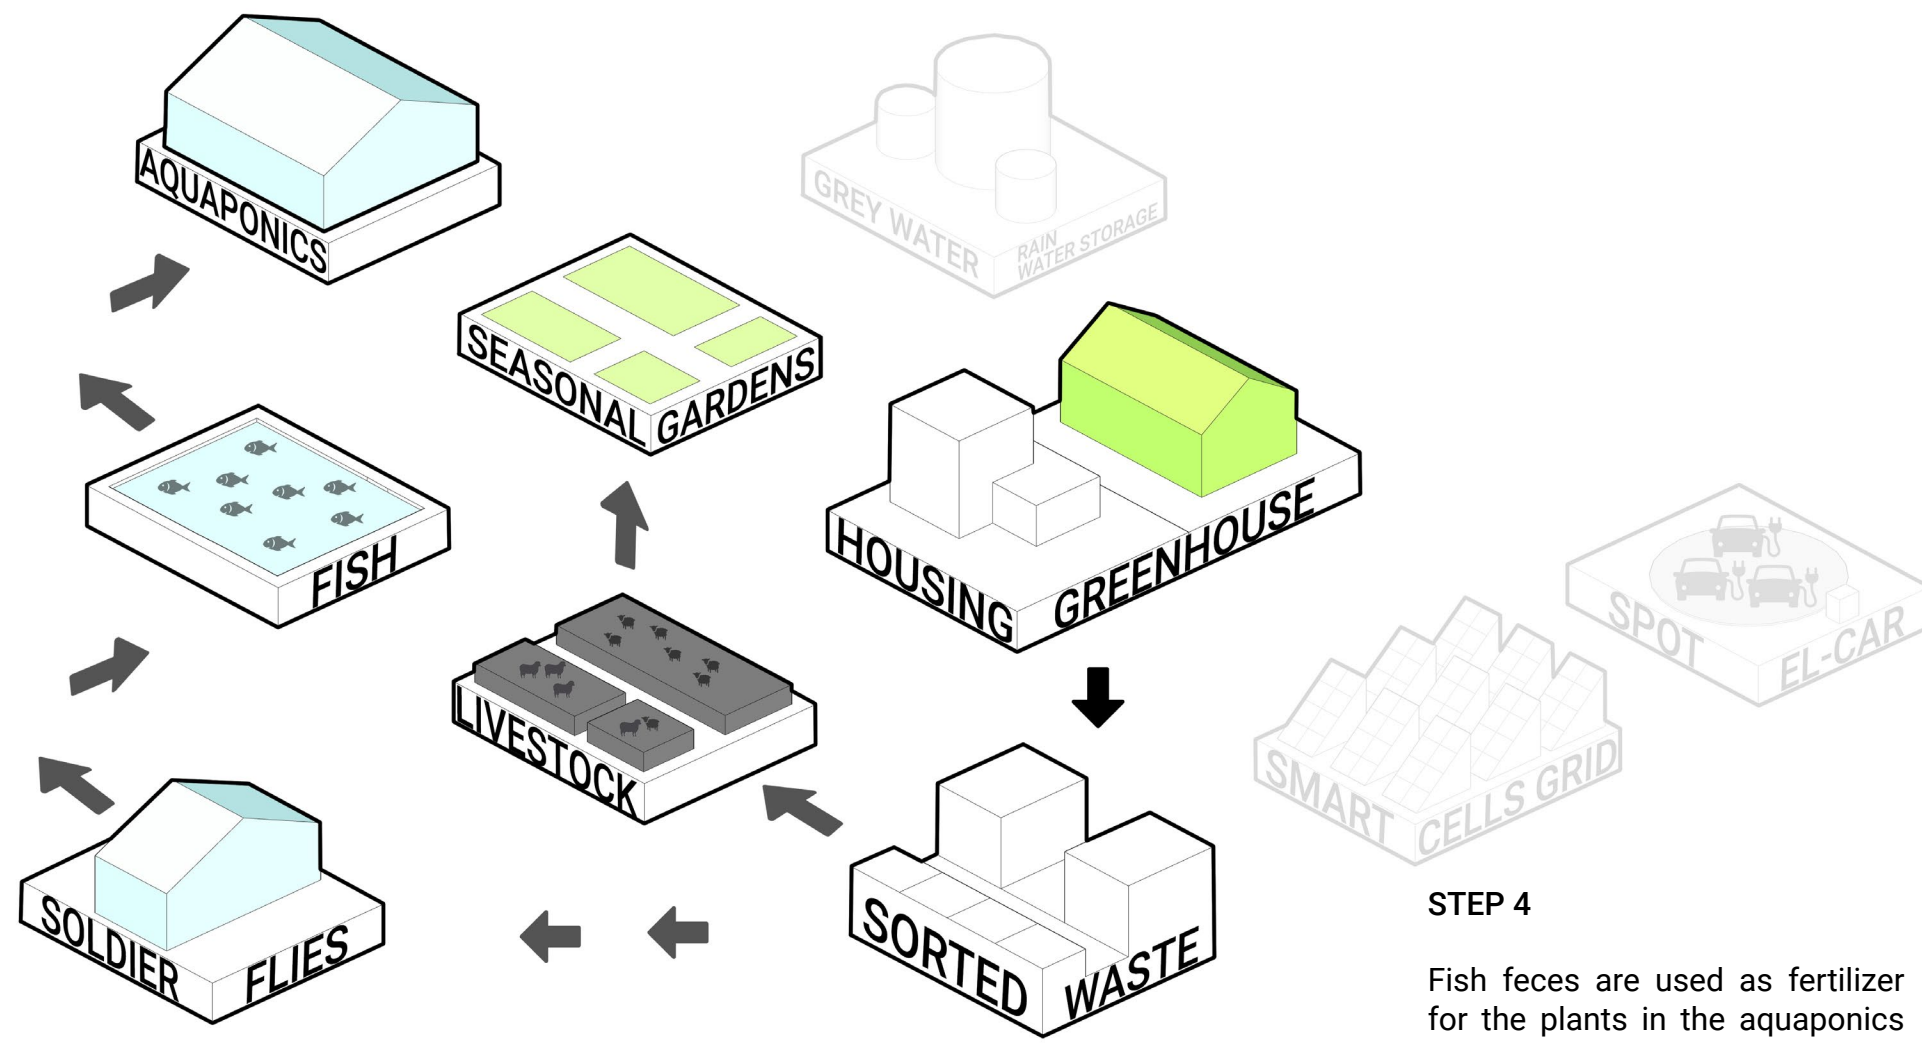 AQUAPONICS
GREY WATER
RAIN
WATER STORAGE
SEASONAL GARDENS
HOUSING GREENHOUSE
FISH
SPOT EL-CAR
LIVESTOCK
SMART CELLS GRID
SOLDIER FLIES
SORTED WASTE
STEP 4
Fish feces are used as fertilizer
for the plants in the aquaponics